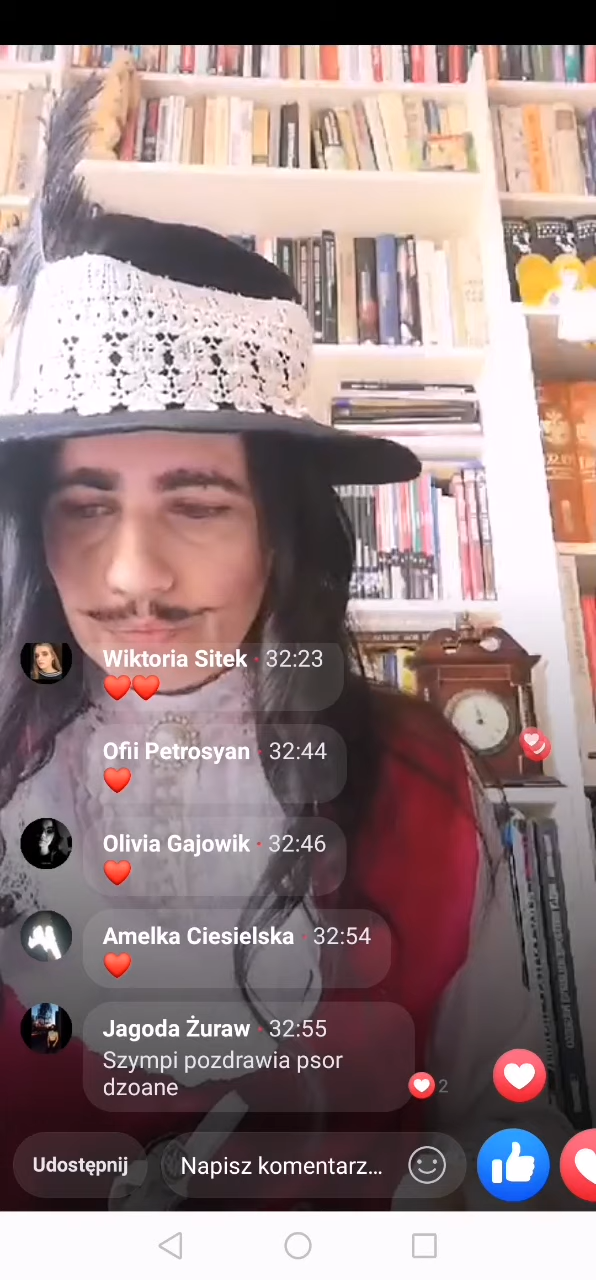 Wiktoria Sitek · 32:23
❤️❤️
Ofii Petrosyan · 32:44
❤️
Olivia Gajowik · 32:46
❤️
Amelka Ciesielska · 32:54
❤️
Jagoda Żuraw · 32:55
Szympi pozdrawia psor
dzoane
2
Udostępnij
Napisz komentarz...